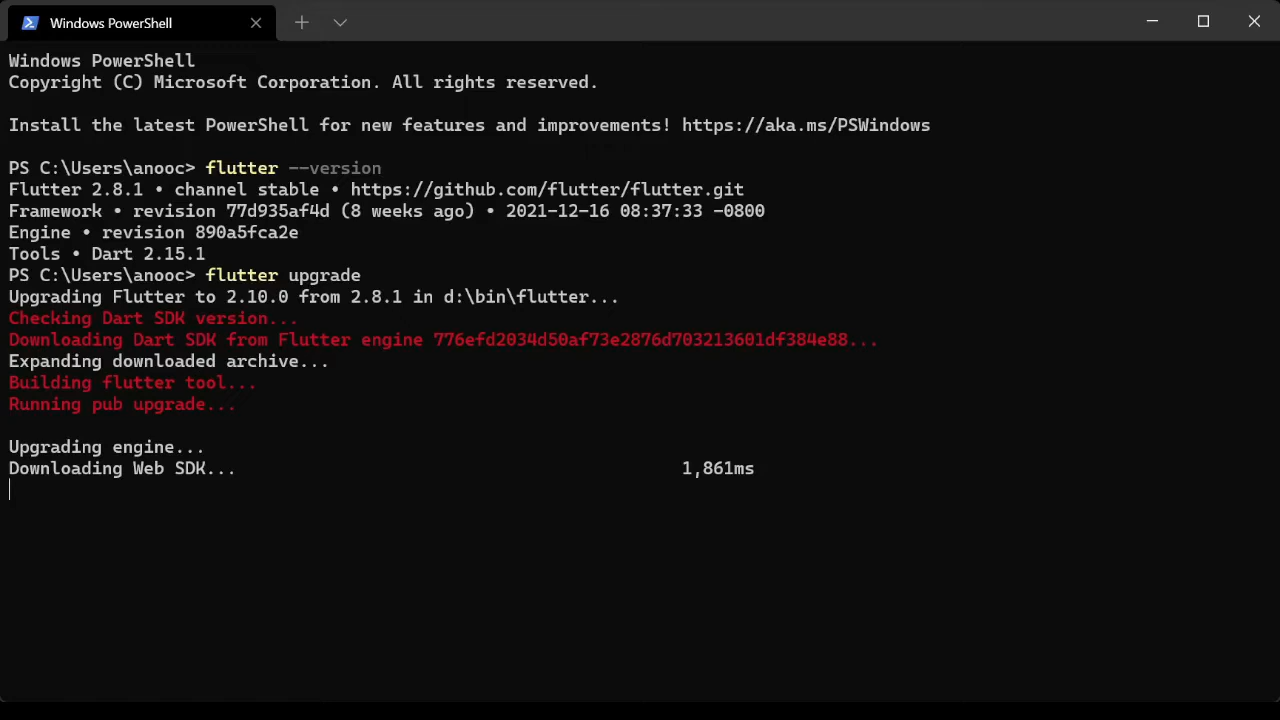 Windows PowerShell
Windows PowerShell
Copyright (C) Microsoft Corporation. All rights reserved.
Install the latest PowerShell for new features and improvements! https://aka.ms/PSWindows
PS C:\Users\anooc> flutter --version
Flutter 2.8.1 • channel stable • https://github.com/flutter/flutter.git
Framework • revision 77d935af4d (8 weeks ago) • 2021-12-16 08:37:33 -0800
Engine • revision 890a5fca2e
Tools • Dart 2.15.1
PS C:\Users\anooc> flutter upgrade
Upgrading Flutter to 2.10.0 from 2.8.1 in d:\bin\flutter...
Checking Dart SDK version...
Downloading Dart SDK from Flutter engine 776efd2034d50af73e2876d703213601df384e88...
Expanding downloaded archive...
Building flutter tool...
Running pub upgrade...
Upgrading engine...
Downloading Web SDK... 1,861ms